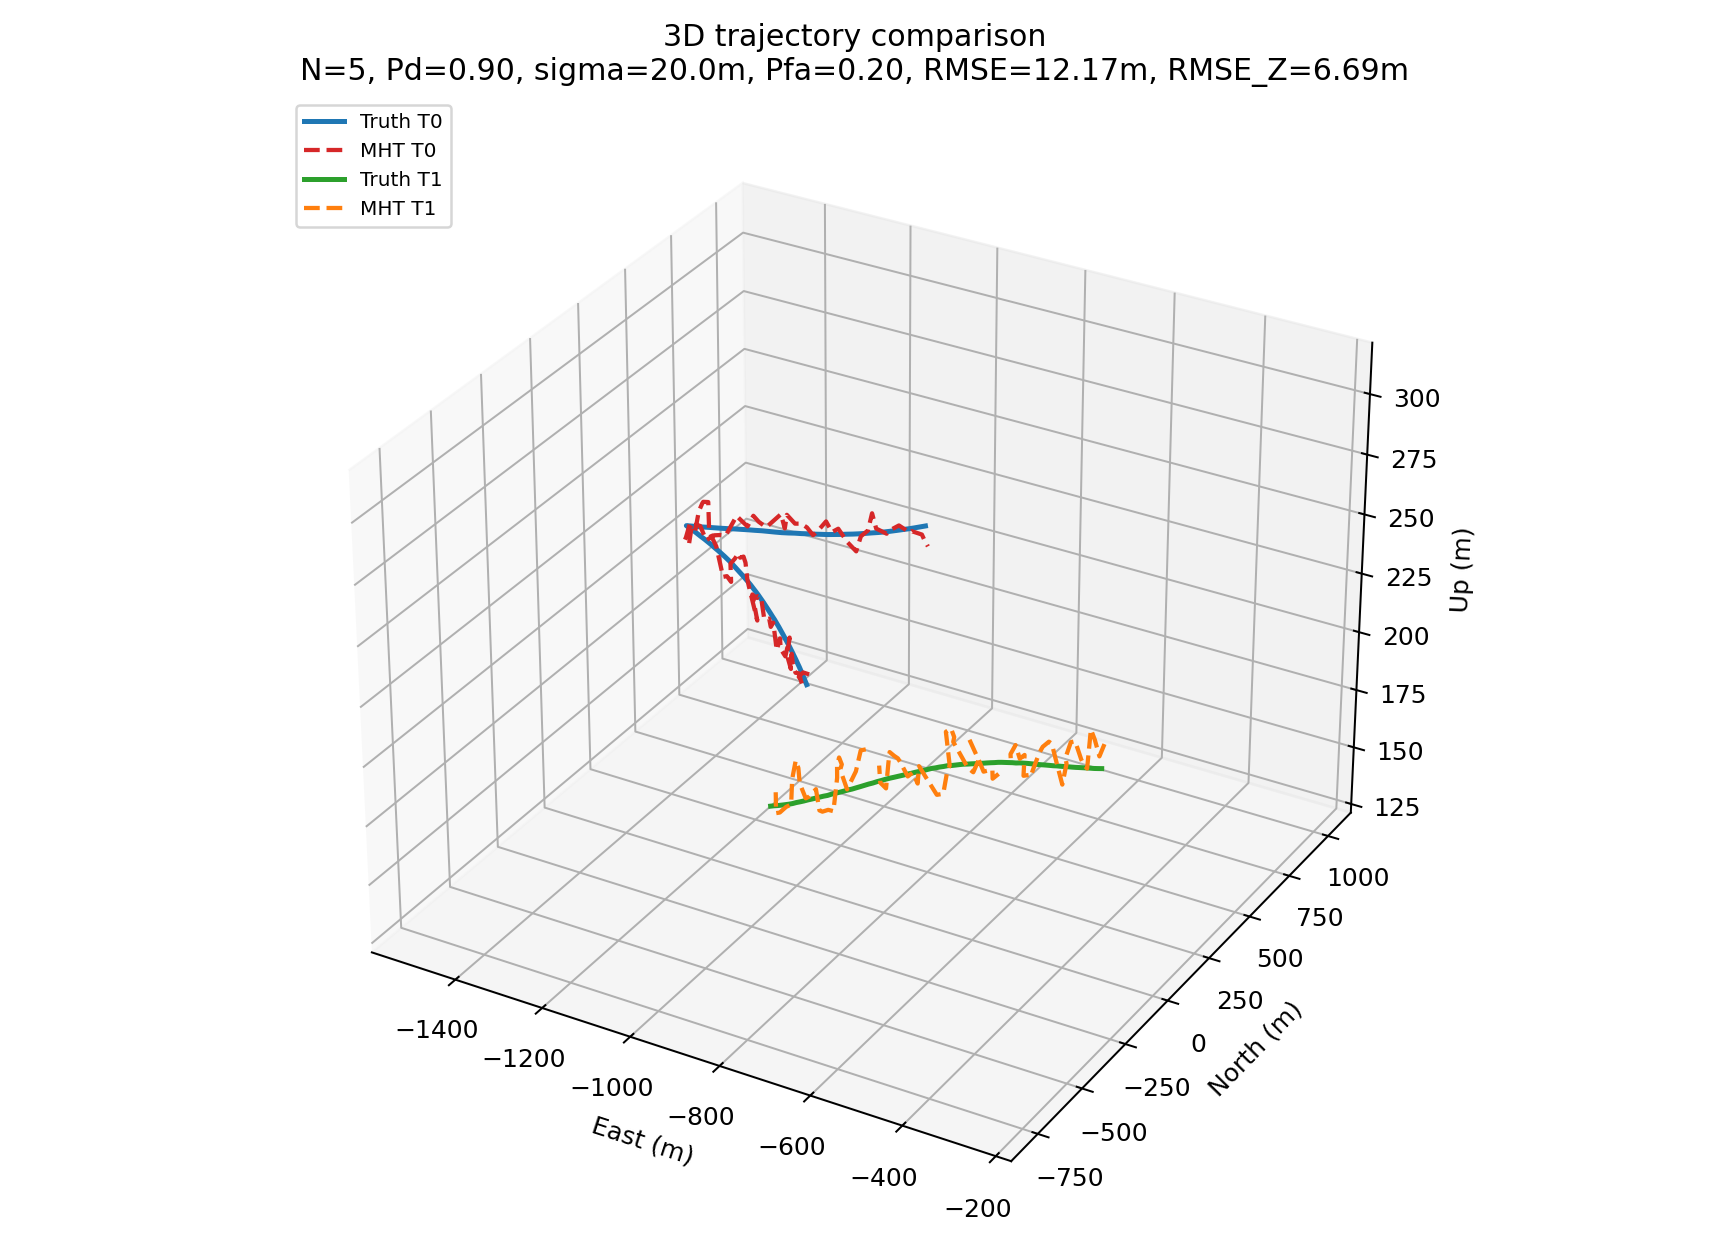 3D trajectory comparison
N=5, Pd=0.90, sigma=20.0m, Pfa=0.20, RMSE=12.17m, RMSE_Z=6.69m
Truth T0
MHT T0
Truth T1
MHT T1
300
275
250
225
200
175
150
125
Up (m)
1000
750
500
250
0
−250
−500
−750
North (m)
−1400
−1200
−1000
−800
−600
−400
−200
East (m)